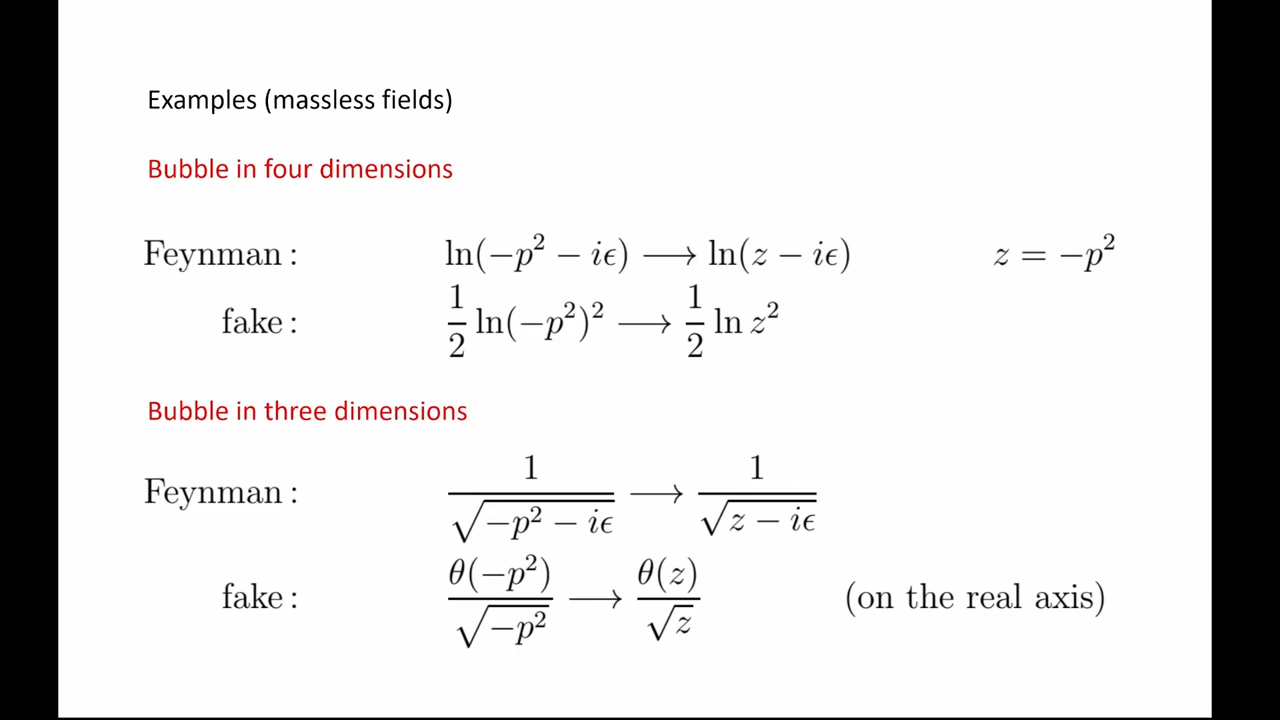 Examples (massless fields)
Bubble in four dimensions
Feynman : ln(−p² − iϵ) ⟶ ln(z − iϵ) z = −p²
fake : 1/2 ln(−p²)² ⟶ 1/2 ln z²
Bubble in three dimensions
Feynman : 1/√(−p² − iϵ) ⟶ 1/√(z − iϵ)
fake : θ(−p²)/√(−p²) ⟶ θ(z)/√z (on the real axis)